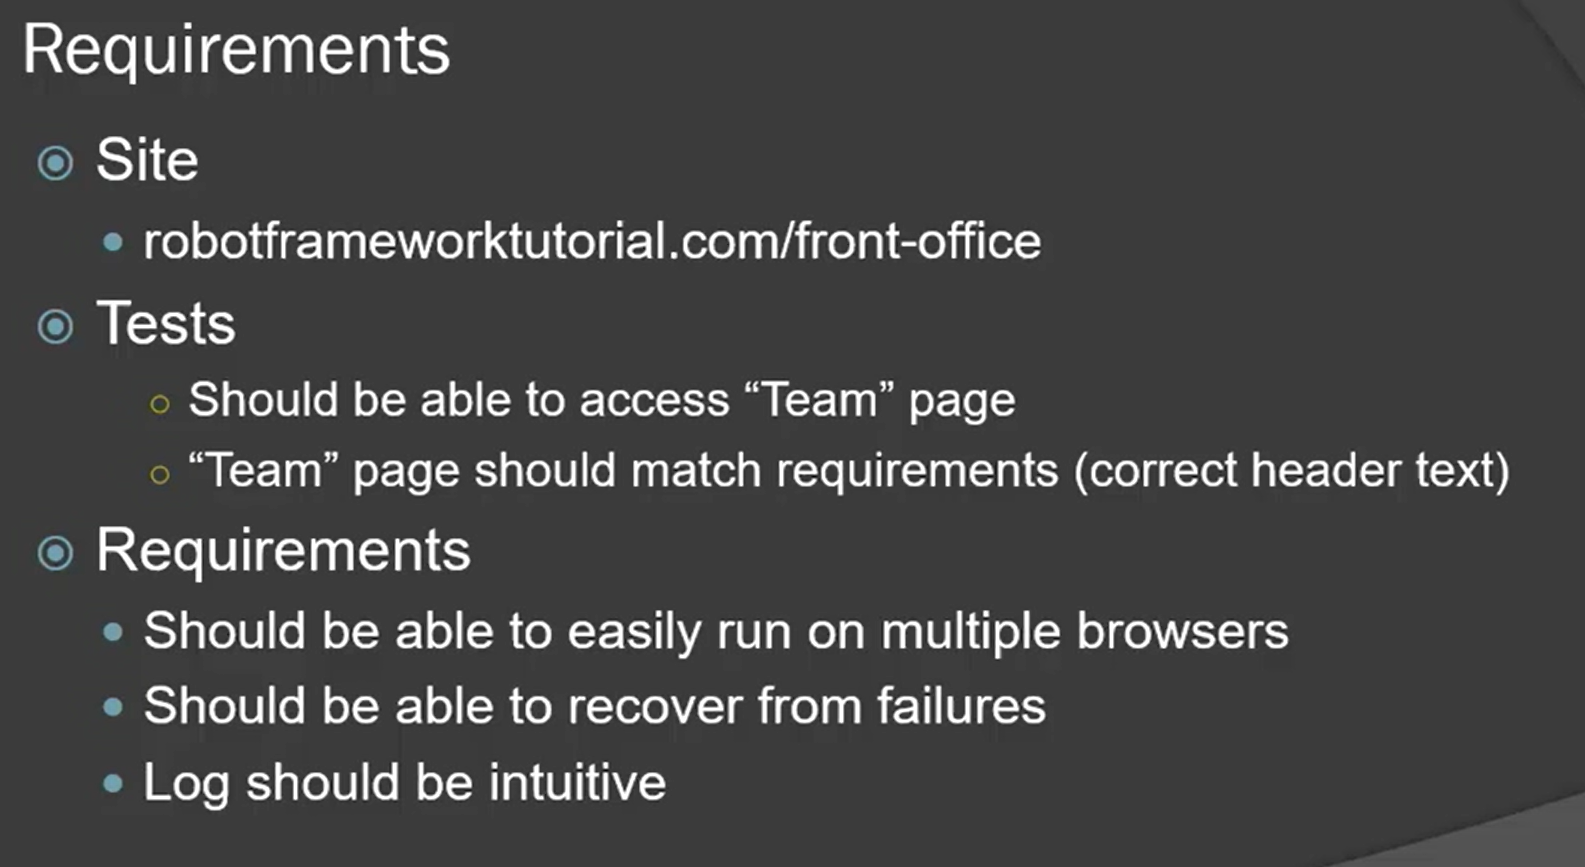 Requirements
Site
robotframeworktutorial.com/front-office
Tests
Should be able to access “Team” page
“Team” page should match requirements (correct header text)
Requirements
Should be able to easily run on multiple browsers
Should be able to recover from failures
Log should be intuitive